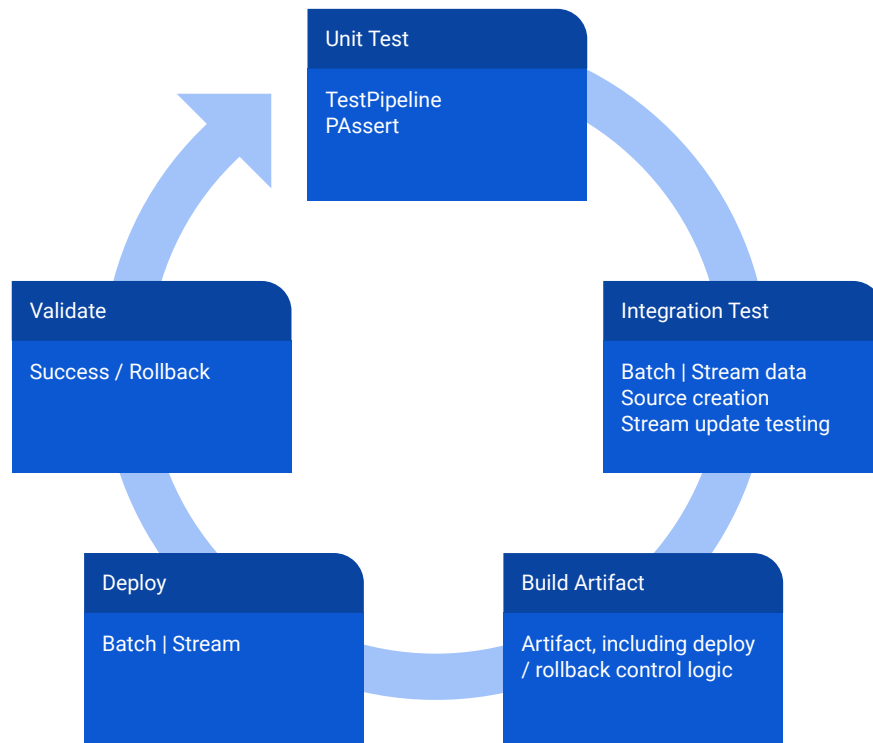 Unit Test
TestPipeline
PAssert
Integration Test
Batch | Stream data
Source creation
Stream update testing
Build Artifact
Artifact, including deploy
/ rollback control logic
Deploy
Batch | Stream
Validate
Success / Rollback